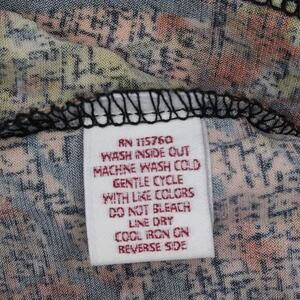 RN 115760
WASH INSIDE OUT
MACHINE WASH COLD
GENTLE CYCLE
WITH LIKE COLORS
DO NOT BLEACH
LINE DRY
COOL IRON ON
REVERSE SIDE